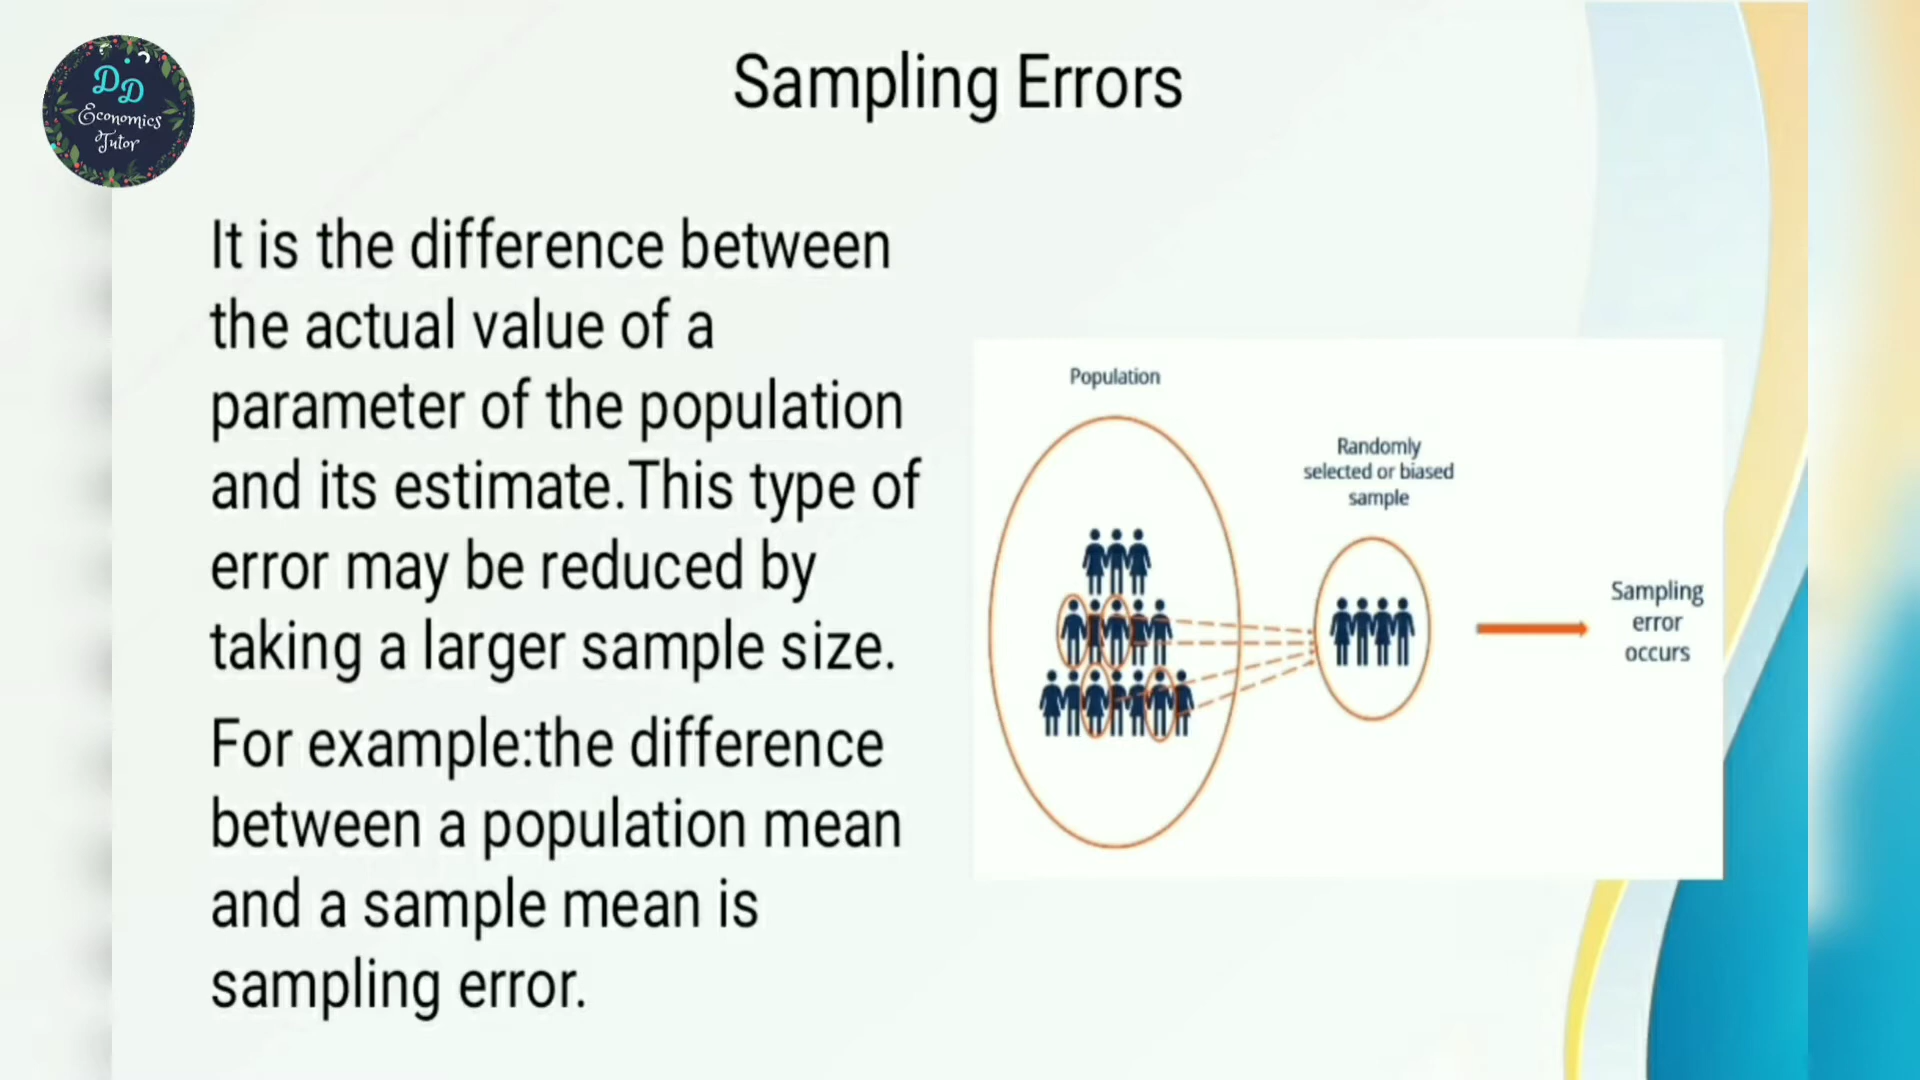 DD
Economics
Tutor
Sampling Errors
It is the difference between
the actual value of a
parameter of the population
and its estimate.This type of
error may be reduced by
taking a larger sample size.
For example:the difference
between a population mean
and a sample mean is
sampling error.
Population
Randomly
selected or biased
sample
Sampling
error
occurs